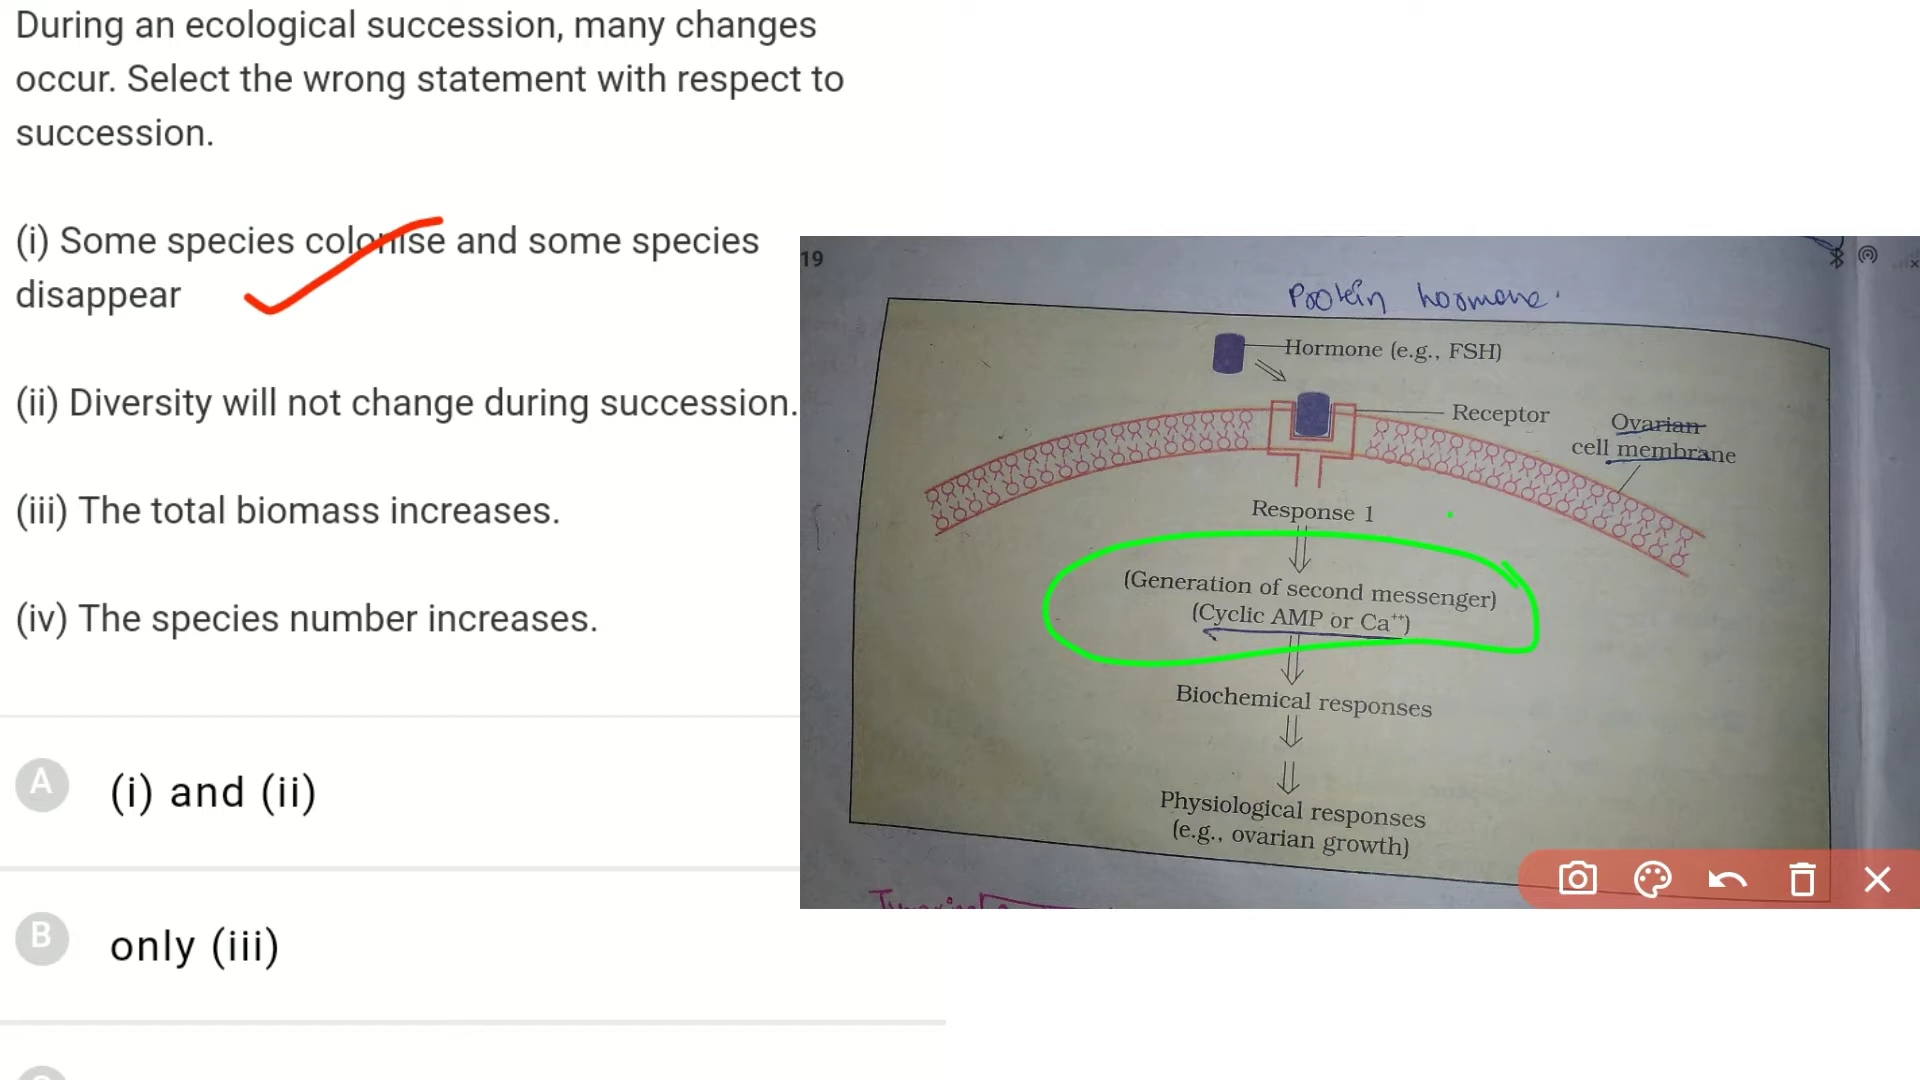 During an ecological succession, many changes
occur. Select the wrong statement with respect to
succession.
(i) Some species colonise and some species
disappear
(ii) Diversity will not change during succession.
(iii) The total biomass increases.
(iv) The species number increases.
A (i) and (ii)
B only (iii)
19
Protein hormone.
Hormone (e.g., FSH)
Receptor
Ovarian
cell membrane
Response 1
(Generation of second messenger)
(Cyclic AMP or Ca⁺⁺)
Biochemical responses
Physiological responses
(e.g., ovarian growth)